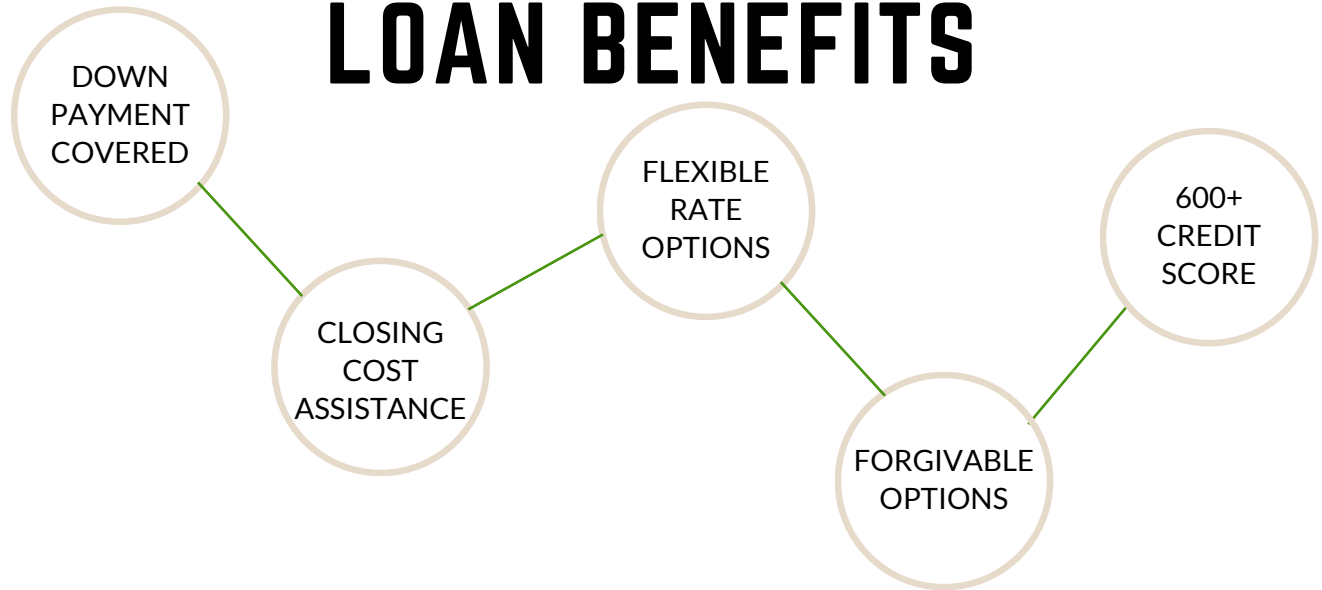 LOAN BENEFITS
DOWN
PAYMENT
COVERED
CLOSING
COST
ASSISTANCE
FLEXIBLE
RATE
OPTIONS
FORGIVABLE
OPTIONS
600+
CREDIT
SCORE